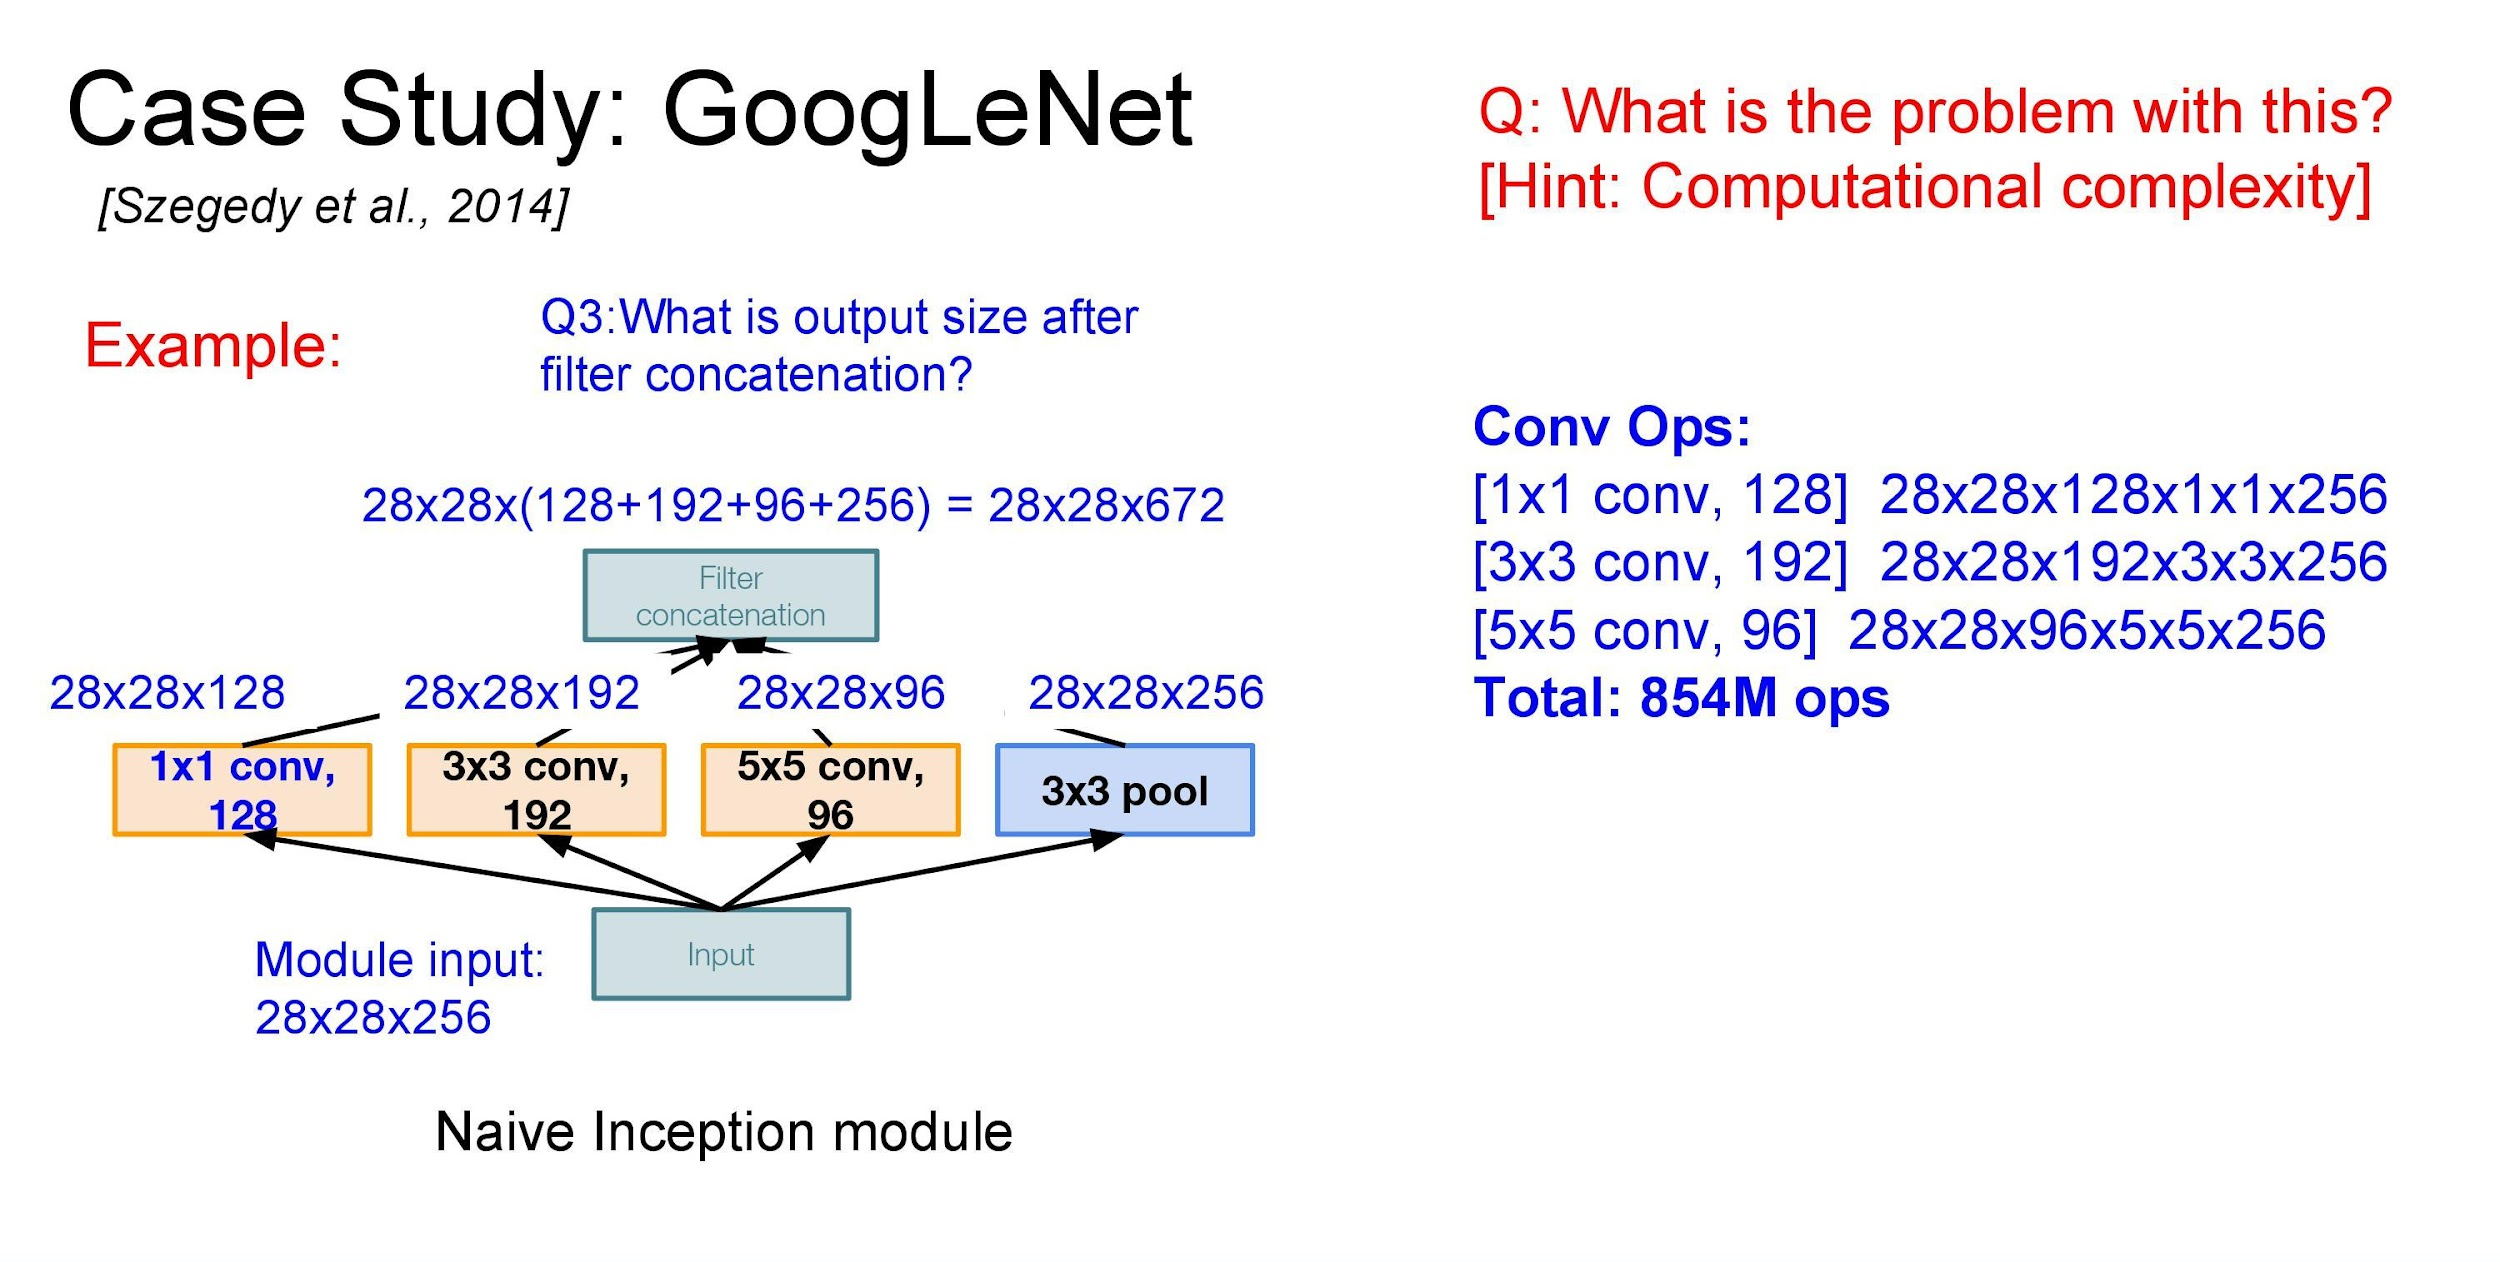 Case Study: GoogLeNet
[Szegedy et al., 2014]
Q: What is the problem with this?
[Hint: Computational complexity]
Example:
Q3:What is output size after
filter concatenation?
28x28x(128+192+96+256) = 28x28x672
Filter
concatenation
28x28x128
28x28x192
28x28x96
28x28x256
1x1 conv,
128
3x3 conv,
192
5x5 conv,
96
3x3 pool
Input
Module input:
28x28x256
Naive Inception module
Conv Ops:
[1x1 conv, 128] 28x28x128x1x1x256
[3x3 conv, 192] 28x28x192x3x3x256
[5x5 conv, 96] 28x28x96x5x5x256
Total: 854M ops